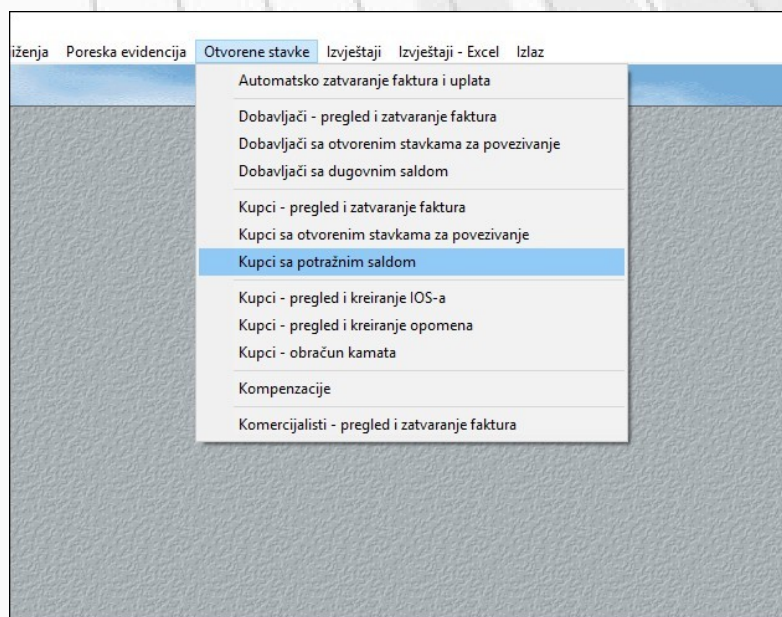 Poreska evidencija Otvorene stavke Izvještaji Izvještaji - Excel Izlaz
Automatsko zatvaranje faktura i uplata
Dobavljači - pregled i zatvaranje faktura
Dobavljači sa otvorenim stavkama za povezivanje
Dobavljači sa dugovnim saldom
Kupci - pregled i zatvaranje faktura
Kupci sa otvorenim stavkama za povezivanje
Kupci sa potražnim saldom
Kupci - pregled i kreiranje IOS-a
Kupci - pregled i kreiranje opomena
Kupci - obračun kamata
Kompenzacije
Komercijalisti - pregled i zatvaranje faktura